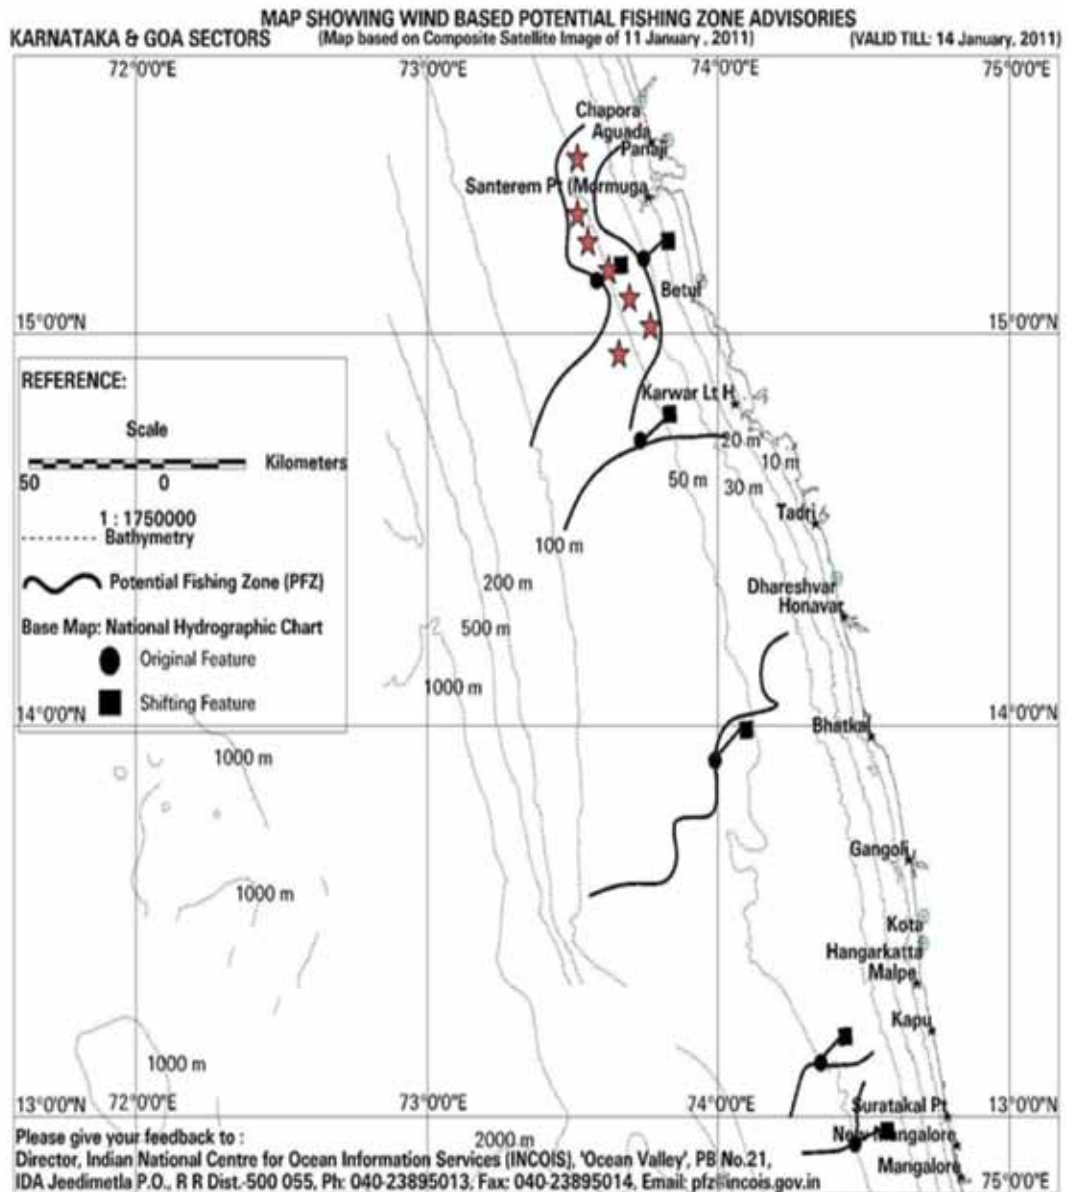 MAP SHOWING WIND BASED POTENTIAL FISHING ZONE ADVISORIES
KARNATAKA & GOA SECTORS
(Map based on Composite Satellite Image of 11 January, 2011)
(VALID TILL: 14 January, 2011)
72°0'0"E
73°0'0"E
74°0'0"E
75°0'0"E
Chapora
Aguada
Panaji
Santerem Pt (Mormuga
Betul
15°0'0"N
15°0'0"N
REFERENCE:
Scale
Kilometers
50 0
1 : 1750000
Bathymetry
Potential Fishing Zone (PFZ)
Base Map: National Hydrographic Chart
Original Feature
Shifting Feature
Karwar Lt H
20 m
10 m
50 m
30 m
Tadri
100 m
200 m
Dhareshvar
Honavar
500 m
1000 m
14°0'0"N
14°0'0"N
Bhatkal
1000 m
Gangoli
1000 m
Kota
Hangarkatta
Malpe
Kapu
1000 m
13°0'0"N
72°0'0"E
73°0'0"E
74°0'0"E
Suratakal Pt
13°0'0"N
2000 m
New Mangalore
Mangalore
75°0'0"E
Please give your feedback to :
Director, Indian National Centre for Ocean Information Services (INCOIS), 'Ocean Valley', PB No.21,
IDA Jeedimetla P.O., R R Dist.-500 055, Ph: 040-23895013, Fax: 040-23895014, Email: pfz@incois.gov.in